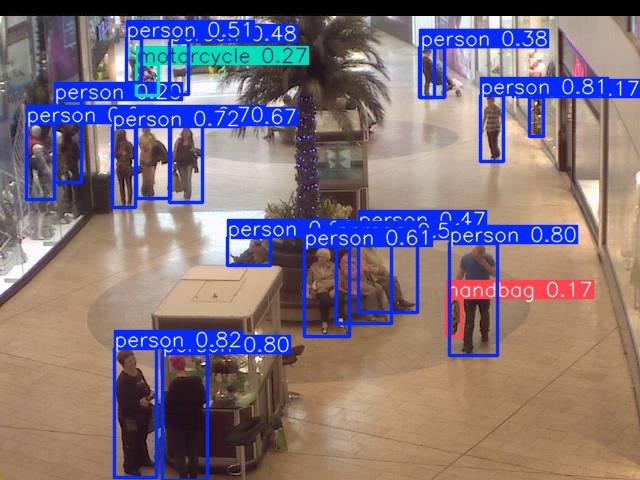 person 0.51
0.48
motorcycle 0.27
person 0.38
person 0.20
person 0.81
.17
person
person 0.72
0.67
person
0.47
person 0.61
person 0.80
handbag 0.17
person 0.82
0.80